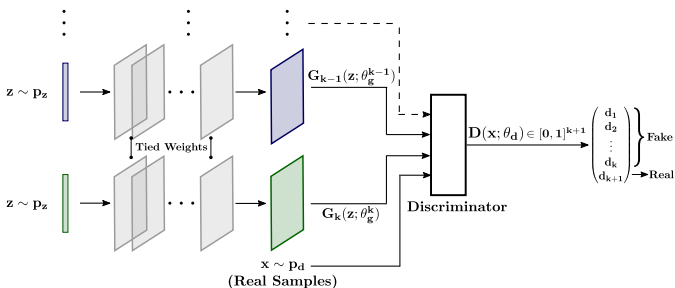 z ∼ p_z
G_{k-1}(z; θ_g^{k-1})
Tied Weights
D(x; θ_d) ∈ [0, 1]^{k+1}
d_1
d_2
⋮
d_k
d_{k+1}
Fake
Real
z ∼ p_z
G_k(z; θ_g^k)
Discriminator
x ∼ p_d
(Real Samples)